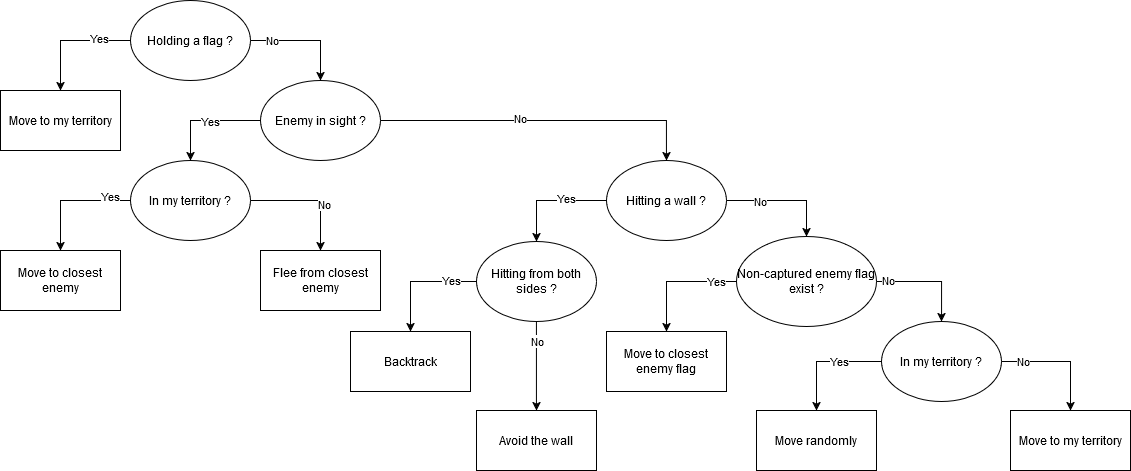 Holding a flag ?
Yes
No
Move to my territory
Enemy in sight ?
Yes
No
In my territory ?
Yes
No
Hitting a wall ?
Yes
No
Move to closest
enemy
Flee from closest
enemy
Hitting from both
sides ?
Yes
No
Non-captured enemy flag
exist ?
Yes
No
Backtrack
Move to closest
enemy flag
In my territory ?
Yes
No
Avoid the wall
Move randomly
Move to my territory